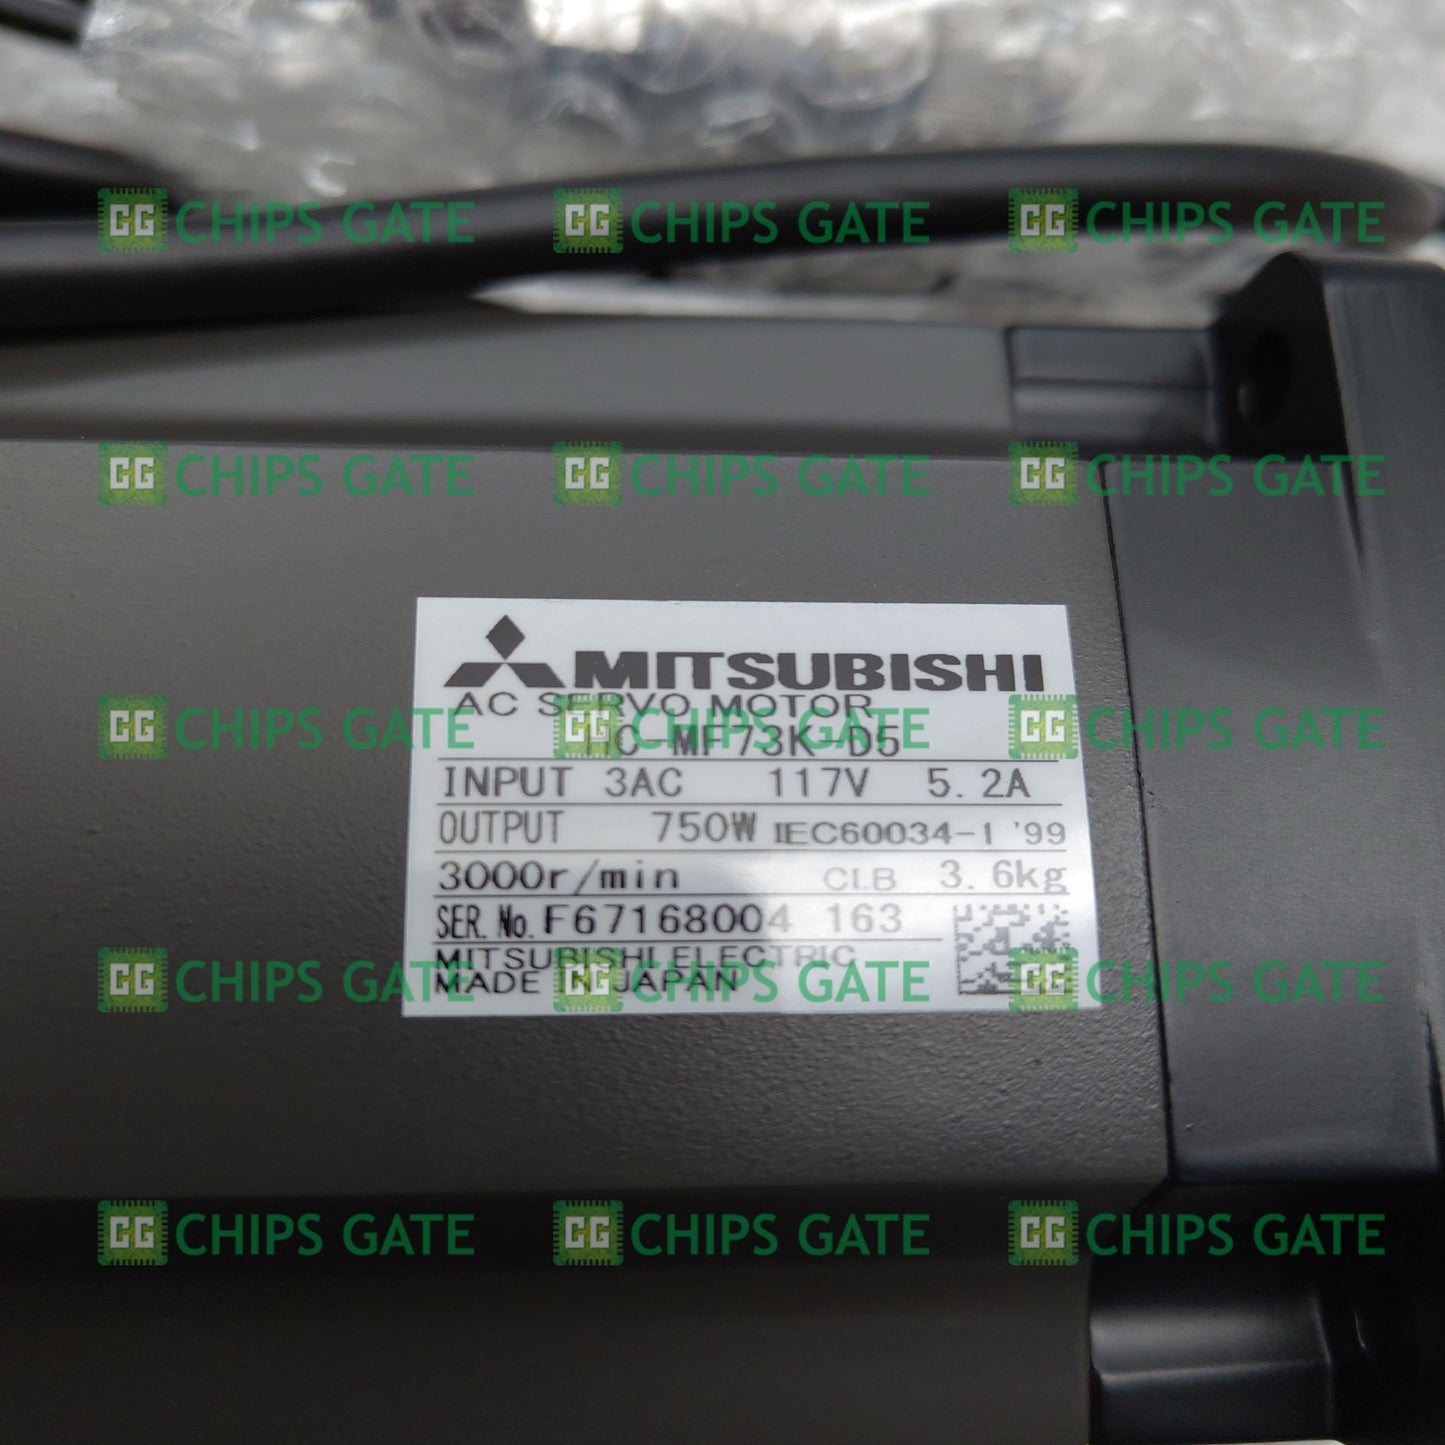 CG CHIPS GATE CG CHIPS GATE CG CHIPS GATE
CG CHIPS GATE CG CHIPS GATE CG CHIPS GATE
MITSUBISHI
AC SERVO MOTOR
CG CHIPS GATE CG CHIPS GATE CG CHIPS GATE
HC-MF73K-D5
INPUT 3AC 117V 5.2A
OUTPUT 750W IEC60034-1 '99
3000r/min CI.B 3.6kg
SER.No.F67168004 163
MITSUBISHI ELECTRIC
MADE IN JAPAN
CG CHIPS GATE CG CHIPS GATE CG CHIPS GATE
CG CHIPS GATE CG CHIPS GATE CG CHIPS GATE